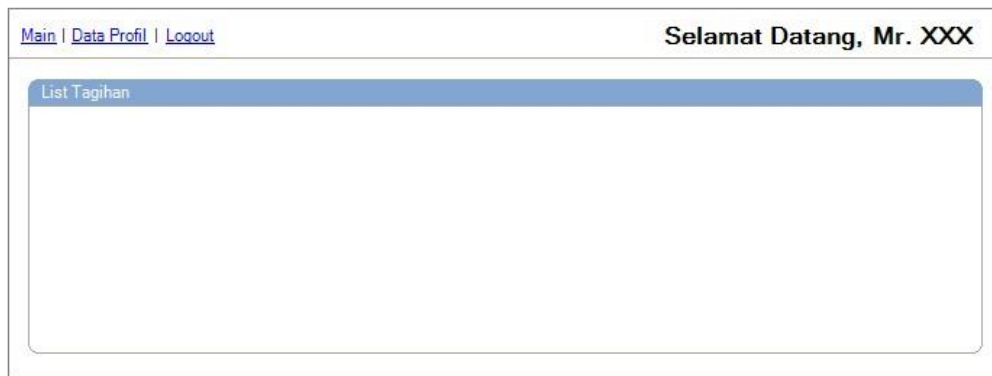 Main | Data Profil | Logout
Selamat Datang, Mr. XXX
List Tagihan